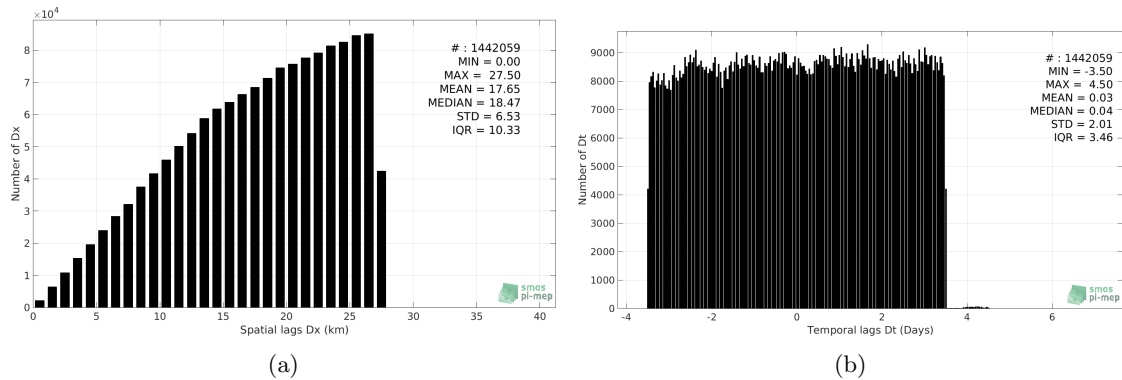 ×10⁴
8
7
6
5
4
3
2
1
0
Number of Dx
0
5
10
15
20
25
30
35
40
Spatial lags Dx (km)
# : 1442059
MIN = 0.00
MAX = 27.50
MEAN = 17.65
MEDIAN = 18.47
STD = 6.53
IQR = 10.33
smos
pi-mep
(a)
9000
8000
7000
6000
5000
4000
3000
2000
1000
0
Number of Dt
-4
-2
0
2
4
6
Temporal lags Dt (Days)
# : 1442059
MIN = -3.50
MAX = 4.50
MEAN = 0.03
MEDIAN = 0.04
STD = 2.01
IQR = 3.46
smos
pi-mep
(b)